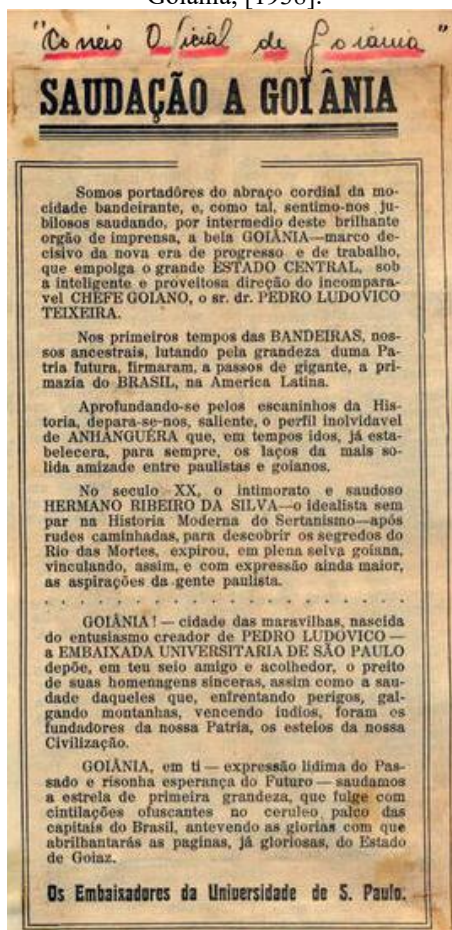 Goiânia, [1938].
"Correio Oficial de Goiania"
SAUDAÇÃO A GOIÂNIA
Somos portadôres do abraço cordial da mo-
cidade bandeirante, e, como tal, sentimo-nos ju-
bilosos saudando, por intermedio deste brilhante
orgão de imprensa, a bela GOIÂNIA—marco de-
cisivo da nova era de progresso e de trabalho,
que empolga o grande ESTADO CENTRAL, sob
a inteligente e proveitosa direção do incompara-
vel CHEFE GOIANO, o sr. dr. PEDRO LUDOVICO
TEIXEIRA.
Nos primeiros tempos das BANDEIRAS, nos-
sos ancestrais, lutando pela grandeza duma Pa-
tria futura, firmaram, a passos de gigante, a pri-
mazia do BRASIL, na America Latina.
Aprofundando-se pelos escaninhos da His-
toria, depara-se-nos, saliente, o perfil inolvidavel
de ANHANGUÉRA que, em tempos idos, já esta-
belecera, para sempre, os laços da mais so-
lida amizade entre paulistas e goianos.
No seculo XX, o intimorato e saudoso
HERMANO RIBEIRO DA SILVA—o idealista sem
par na Historia Moderna do Sertanismo—após
rudes caminhadas, para descobrir os segredos do
Rio das Mortes, expirou, em plena selva goiana,
vinculando, assim, e com expressão ainda maior,
as aspirações da gente paulista.
. . . . . . . . . . . . . . . . . . . .
GOIÂNIA! — cidade das maravilhas, nascida
do entusiasmo creador de PEDRO LUDOVICO —
a EMBAIXADA UNIVERSITARIA DE SÃO PAULO
depõe, em teu seio amigo e acolhedor, o preito
de suas homenagens sinceras, assim como a sau-
dade daqueles que, enfrentando perigos, gal-
gando montanhas, vencendo indios, foram os
fundadores da nossa Patria, os esteios da nossa
Civilização.
GOIÂNIA, em ti — expressão lidima do Pas-
sado e risonha esperança do Futuro — saudamos
a estrela de primeira grandeza, que fulge com
cintilações ofuscantes no ceruleo palco das
capitais do Brasil, antevendo as glorias com que
abrilhantarás as paginas, já gloriosas, do Estado
de Goiaz.
Os Embaixadores da Universidade de S. Paulo.